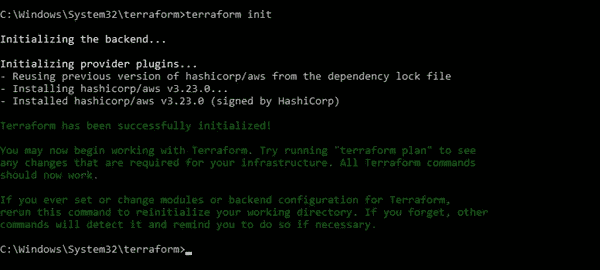 C:\Windows\System32\terraform>terraform init
Initializing the backend...
Initializing provider plugins...
- Reusing previous version of hashicorp/aws from the dependency lock file
- Installing hashicorp/aws v3.23.0...
- Installed hashicorp/aws v3.23.0 (signed by HashiCorp)
Terraform has been successfully initialized!
You may now begin working with Terraform. Try running "terraform plan" to see
any changes that are required for your infrastructure. All Terraform commands
should now work.
If you ever set or change modules or backend configuration for Terraform,
rerun this command to reinitialize your working directory. If you forget, other
commands will detect it and remind you to do so if necessary.
C:\Windows\System32\terraform>